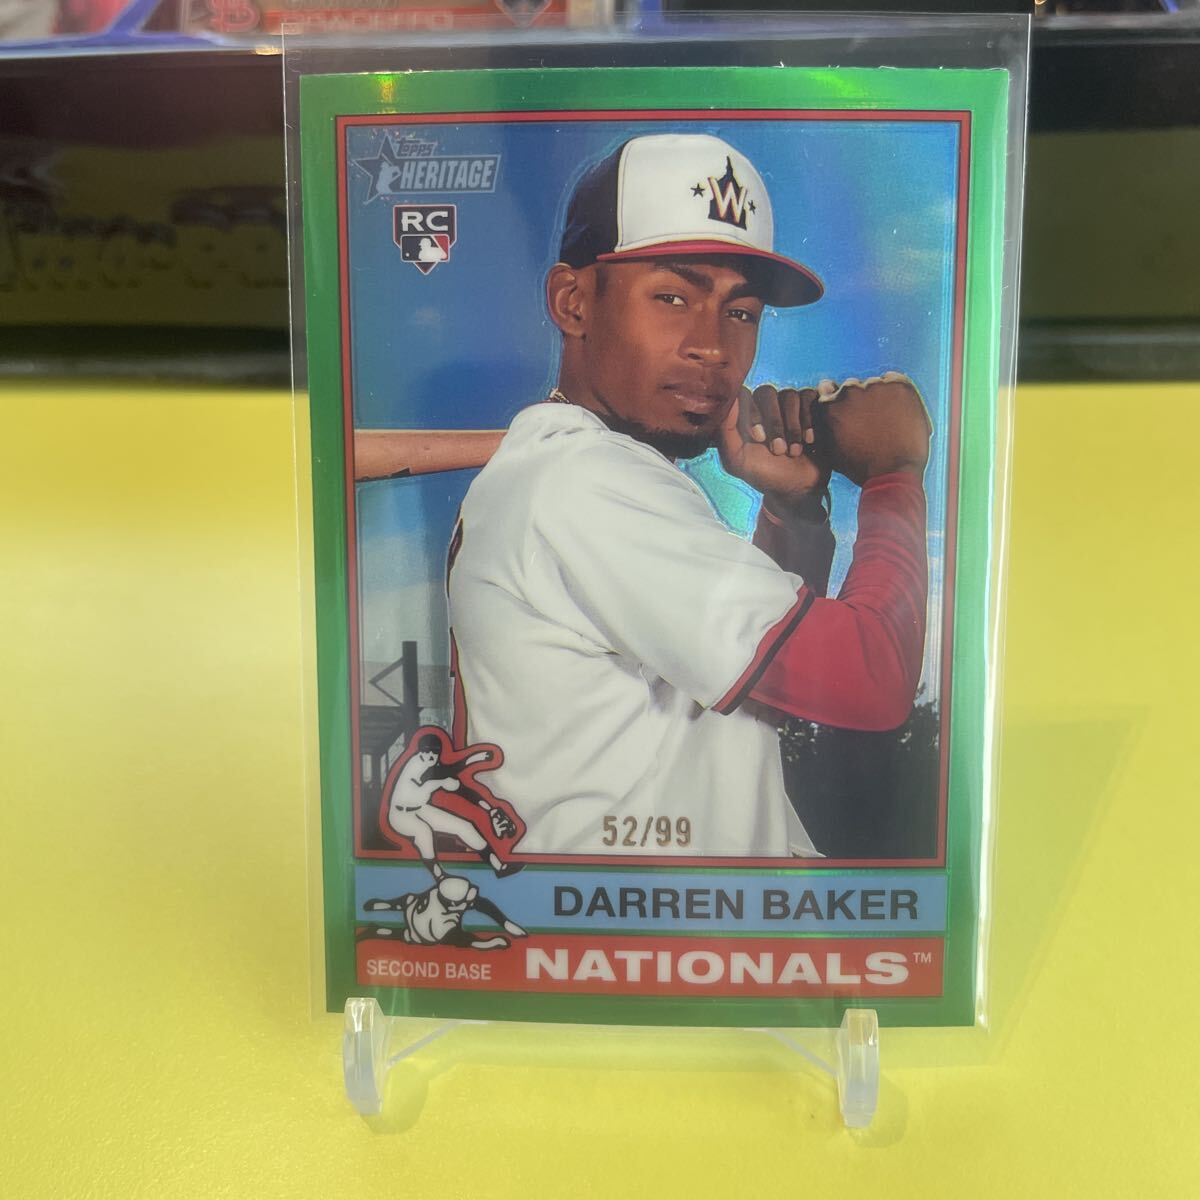 topps
HERITAGE
RC
W
52/99
DARREN BAKER
SECOND BASE
NATIONALS™